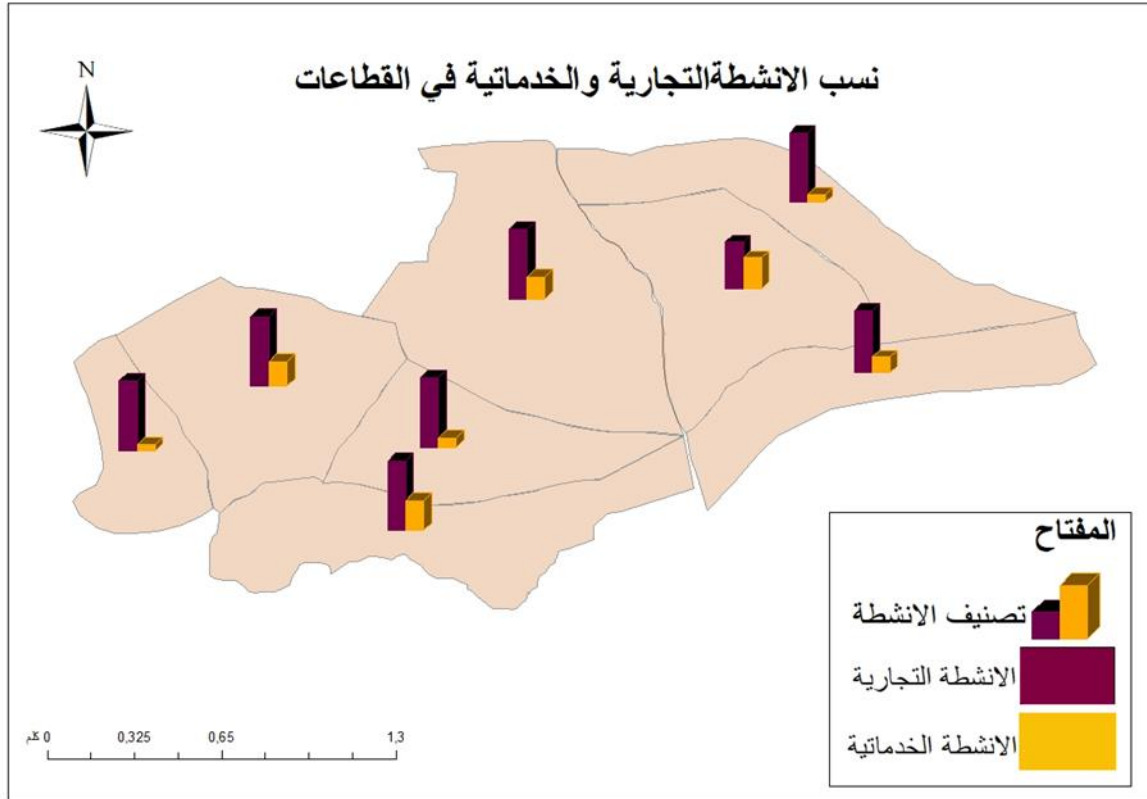 نسب الانشطةالتجارية والخدماتية في القطاعات
N
المفتاح
تصنيف الانشطة
الانشطة التجارية
الانشطة الخدماتية
كلم 0 0,325 0,65 1,3